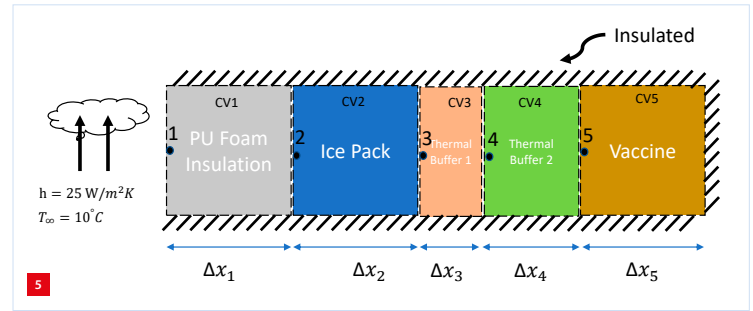 Insulated
CV1
CV2
CV3
CV4
CV5
1
PU Foam
Insulation
2
Ice Pack
3
Thermal
Buffer 1
4
Thermal
Buffer 2
5
Vaccine
h = 25 W/m²K
T∞ = 10°C
Δx₁
Δx₂
Δx₃
Δx₄
Δx₅
5